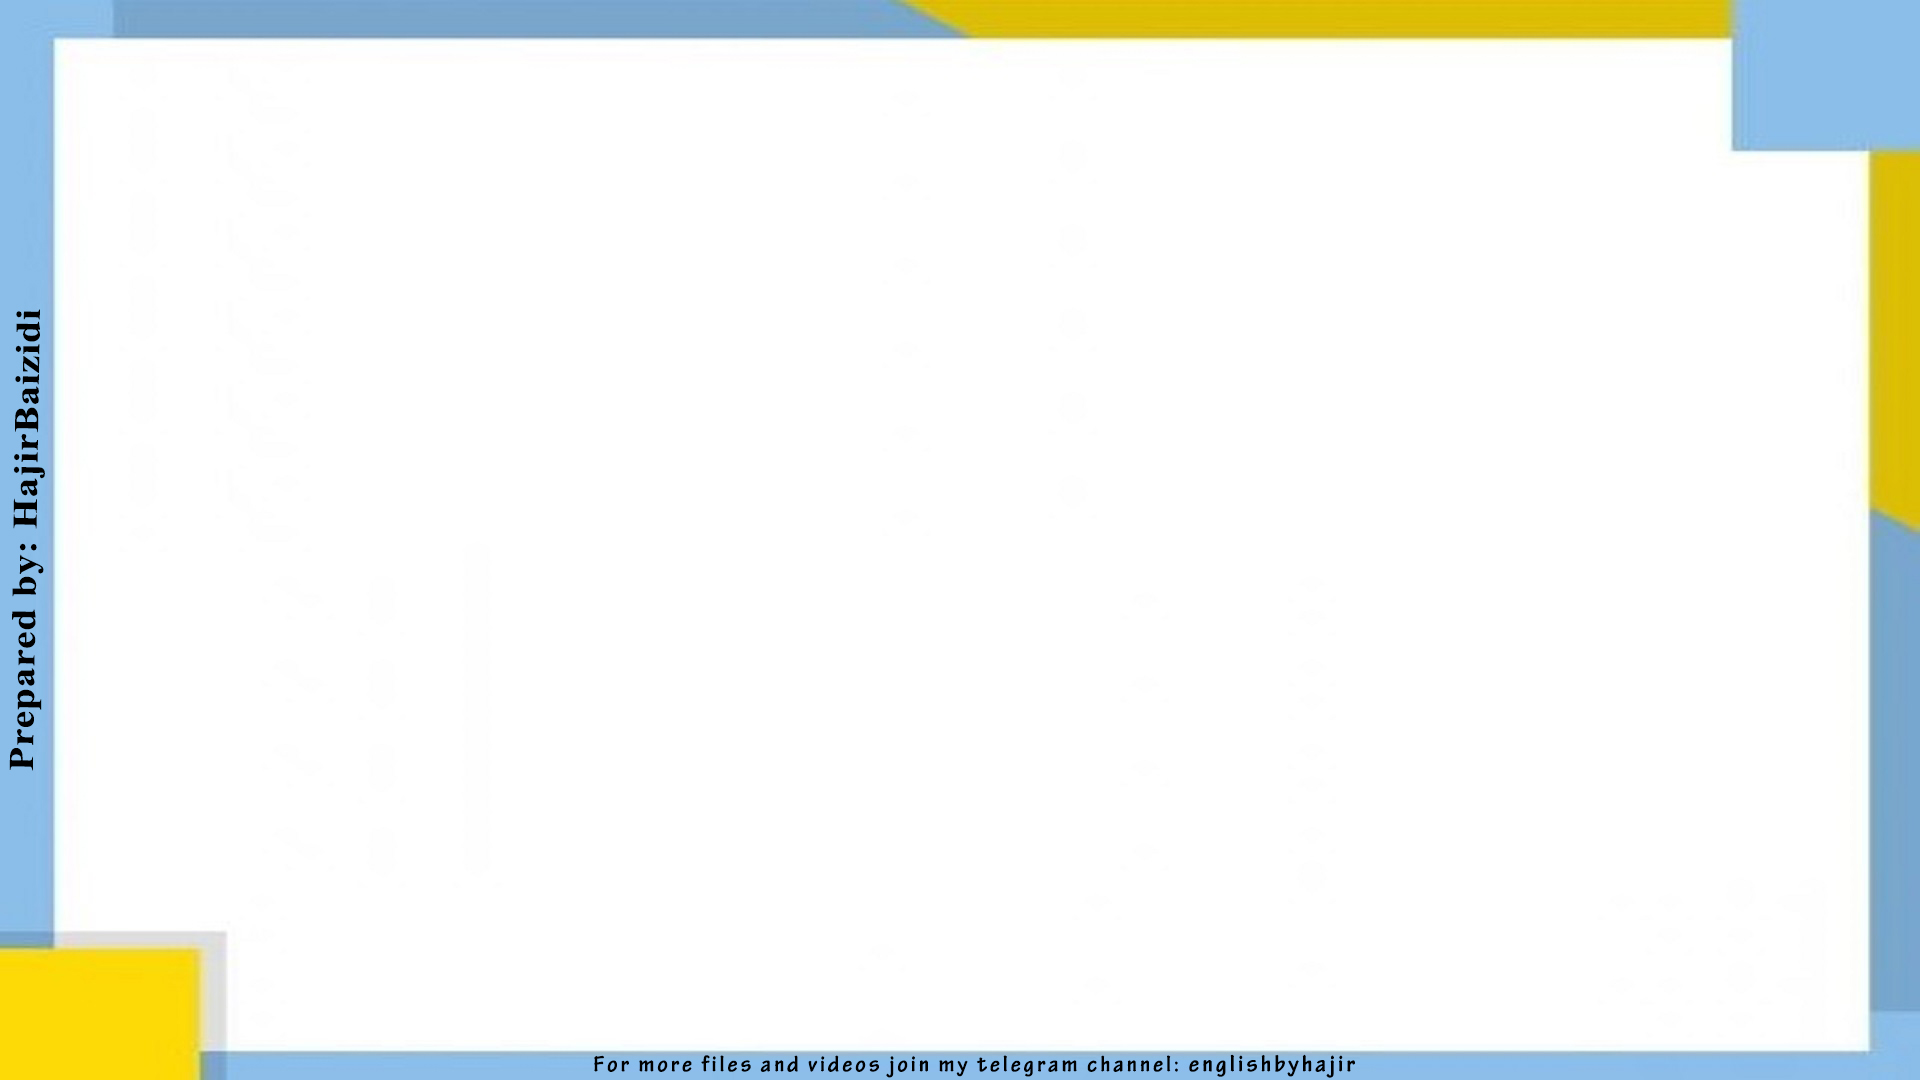 Prepared by: HajirBaizidi
For more files and videos join my telegram channel: englishbyhajir